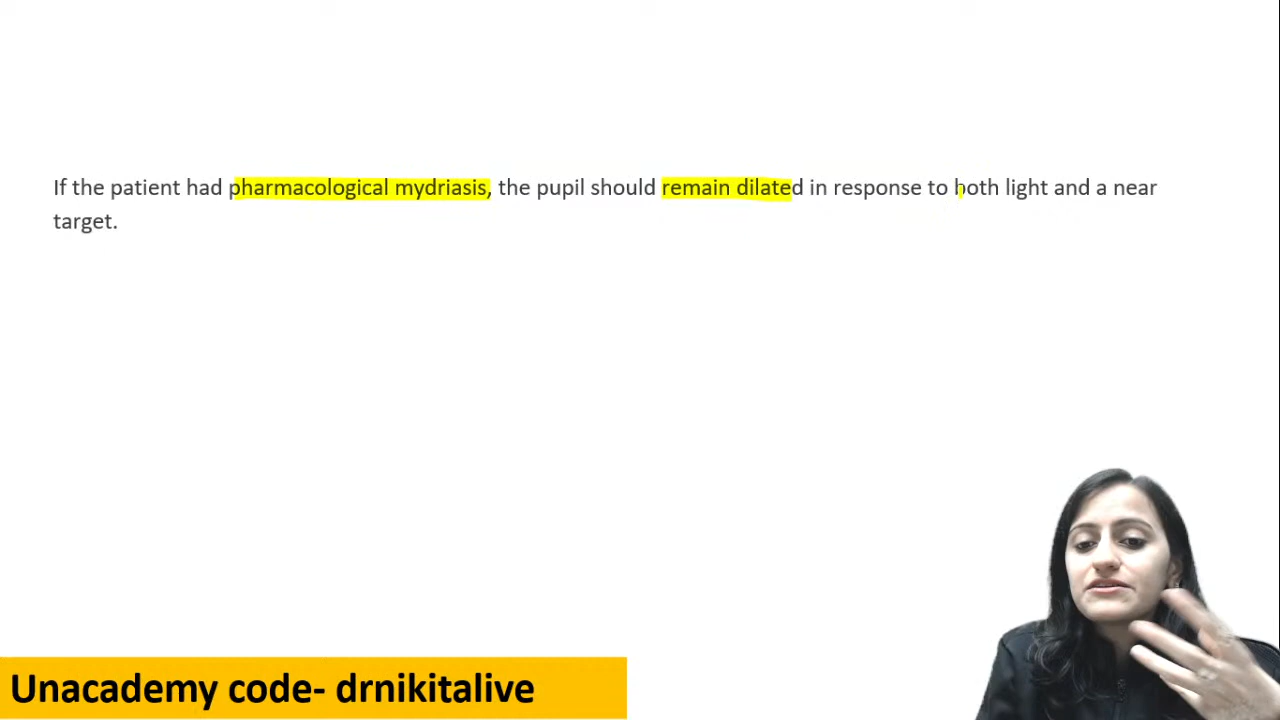 If the patient had pharmacological mydriasis, the pupil should remain dilated in response to both light and a near
target.
Unacademy code- drnikitalive